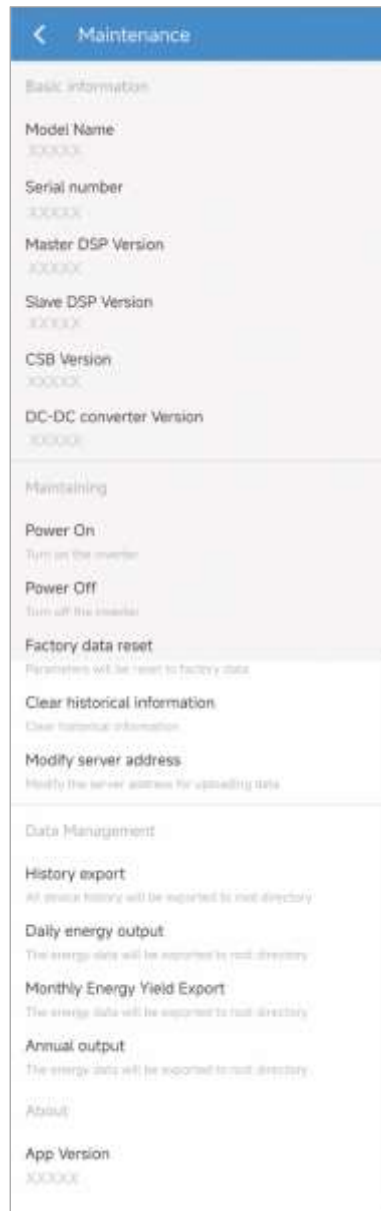 Maintenance
Basic information
Model Name
XXXXX
Serial number
XXXXX
Master DSP Version
XXXXX
Slave DSP Version
XXXXX
CSB Version
XXXXX
DC-DC converter Version
XXXXX
Maintaining
Power On
Turn on the inverter
Power Off
Turn off the inverter
Factory data reset
Parameters will be reset to factory data
Clear historical information
Clear historical information
Modify server address
Modify the server address for uploading data
Data Management
History export
All device history will be exported to root directory
Daily energy output
The energy data will be exported to root directory
Monthly Energy Yield Export
The energy data will be exported to root directory
Annual output
The energy data will be exported to root directory
About
App Version
XXXXX